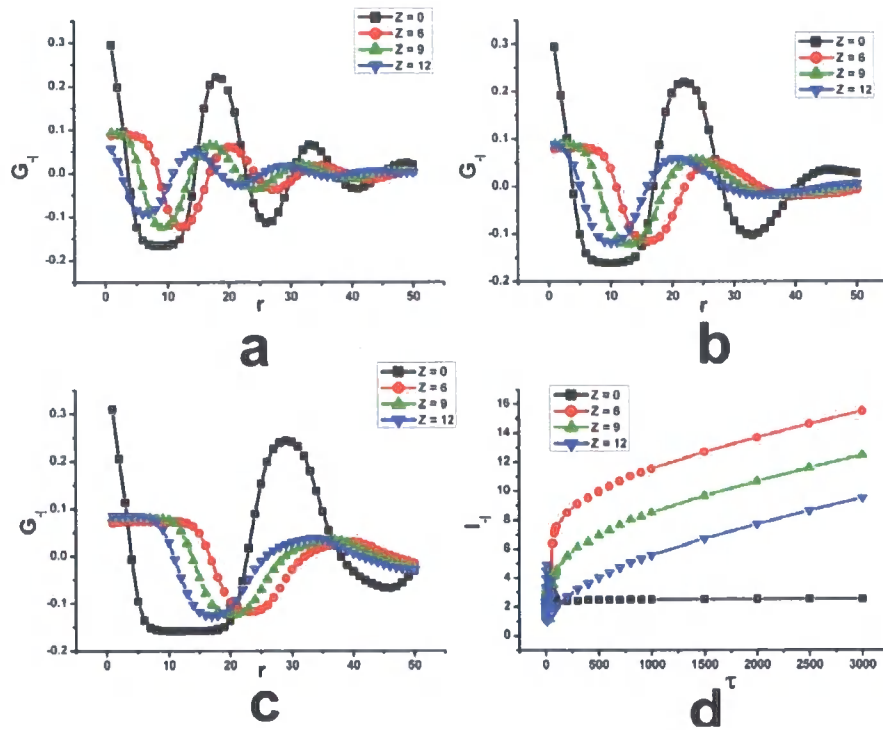 Z = 0
Z = 6
Z = 9
Z = 12
0.3
0.2
0.1
0.0
-0.1
-0.2
G-l
0 10 20 30 40 50
r
a
Z = 0
Z = 6
Z = 9
Z = 12
0.3
0.2
0.1
0.0
-0.1
-0.2
G-l
0 10 20 30 40 50
r
b
Z = 0
Z = 6
Z = 9
Z = 12
0.3
0.2
0.1
0.0
-0.1
-0.2
G-l
0 10 20 30 40 50
r
c
Z = 0
Z = 6
Z = 9
Z = 12
16
14
12
10
8
6
4
2
0
I-l
0 500 1000 1500 2000 2500 3000
τ
d